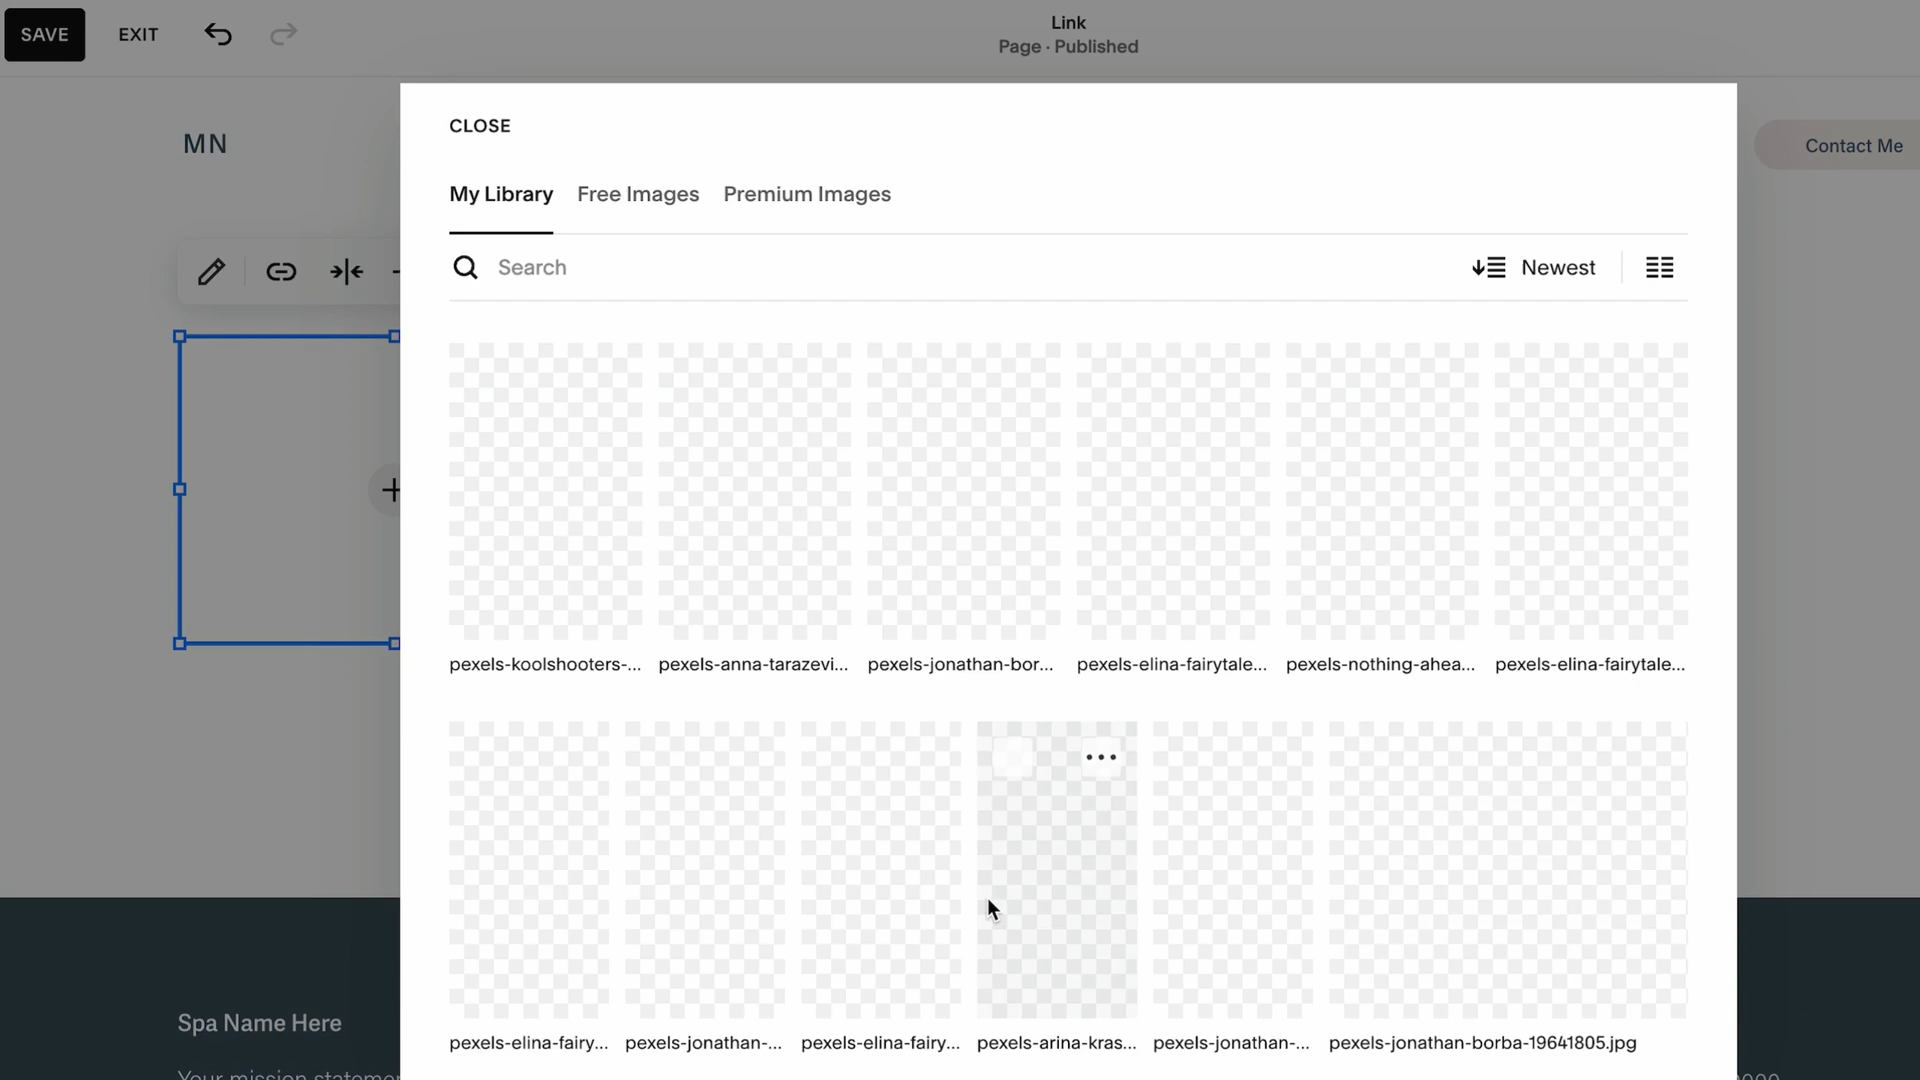 SAVE EXIT
Link
Page · Published
MN
Contact Me
CLOSE
My Library Free Images Premium Images
Search
Newest
pexels-koolshooters-... pexels-anna-tarazevi... pexels-jonathan-bor... pexels-elina-fairytale... pexels-nothing-ahea... pexels-elina-fairytale...
pexels-elina-fairy... pexels-jonathan-... pexels-elina-fairy... pexels-arina-kras... pexels-jonathan-... pexels-jonathan-borba-19641805.jpg
Spa Name Here
Your mission